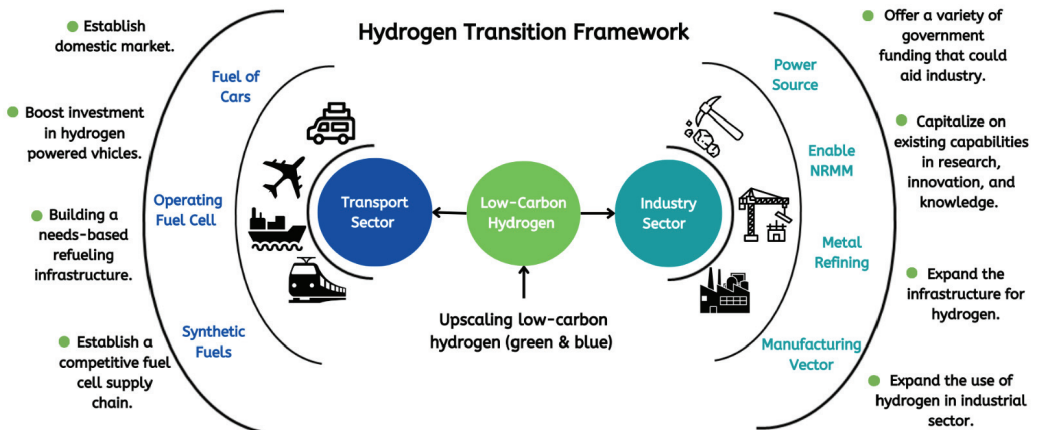 Hydrogen Transition Framework
Establish
domestic market.
Boost investment
in hydrogen
powered vhicles.
Building a
needs-based
refueling
infrastructure.
Establish a
competitive fuel
cell supply
chain.
Fuel of
Cars
Operating
Fuel Cell
Synthetic
Fuels
Transport
Sector
Low-Carbon
Hydrogen
Industry
Sector
Upscaling low-carbon
hydrogen (green & blue)
Power
Source
Enable
NRMM
Metal
Refining
Manufacturing
Vector
Offer a variety of
government
funding that could
aid industry.
Capitalize on
existing capabilities
in research,
innovation, and
knowledge.
Expand the
infrastructure for
hydrogen.
Expand the use of
hydrogen in industrial
sector.